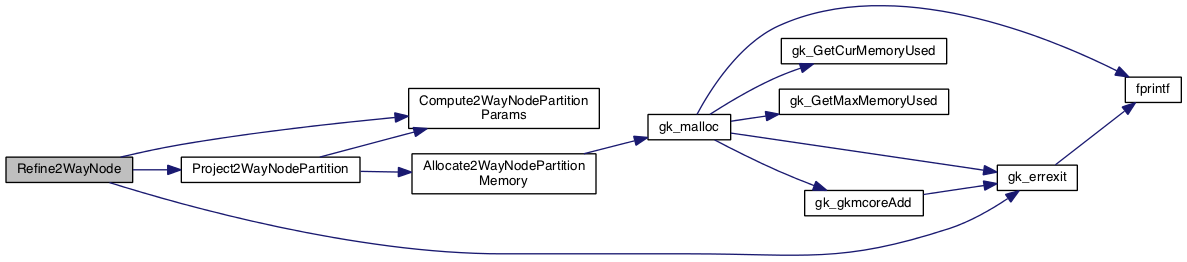 Refine2WayNode
Project2WayNodePartition
Compute2WayNodePartition
Params
Allocate2WayNodePartition
Memory
gk_malloc
gk_GetCurMemoryUsed
gk_GetMaxMemoryUsed
gk_gkmcoreAdd
gk_errexit
fprintf